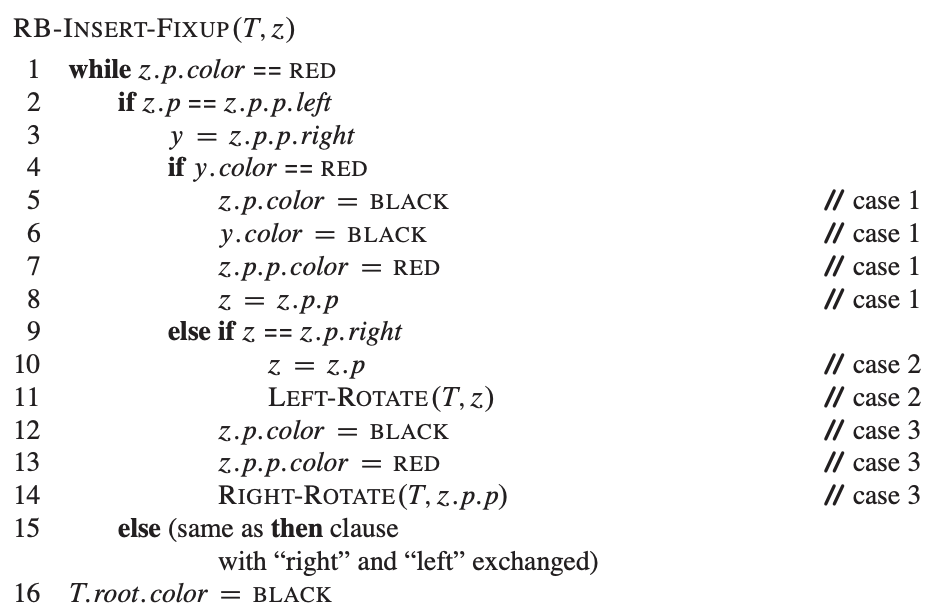 RB-INSERT-FIXUP(T, z)
1 while z.p.color == RED
2 if z.p == z.p.p.left
3 y = z.p.p.right
4 if y.color == RED
5 z.p.color = BLACK // case 1
6 y.color = BLACK // case 1
7 z.p.p.color = RED // case 1
8 z = z.p.p // case 1
9 else if z == z.p.right
10 z = z.p // case 2
11 LEFT-ROTATE(T, z) // case 2
12 z.p.color = BLACK // case 3
13 z.p.p.color = RED // case 3
14 RIGHT-ROTATE(T, z.p.p) // case 3
15 else (same as then clause
with “right” and “left” exchanged)
16 T.root.color = BLACK